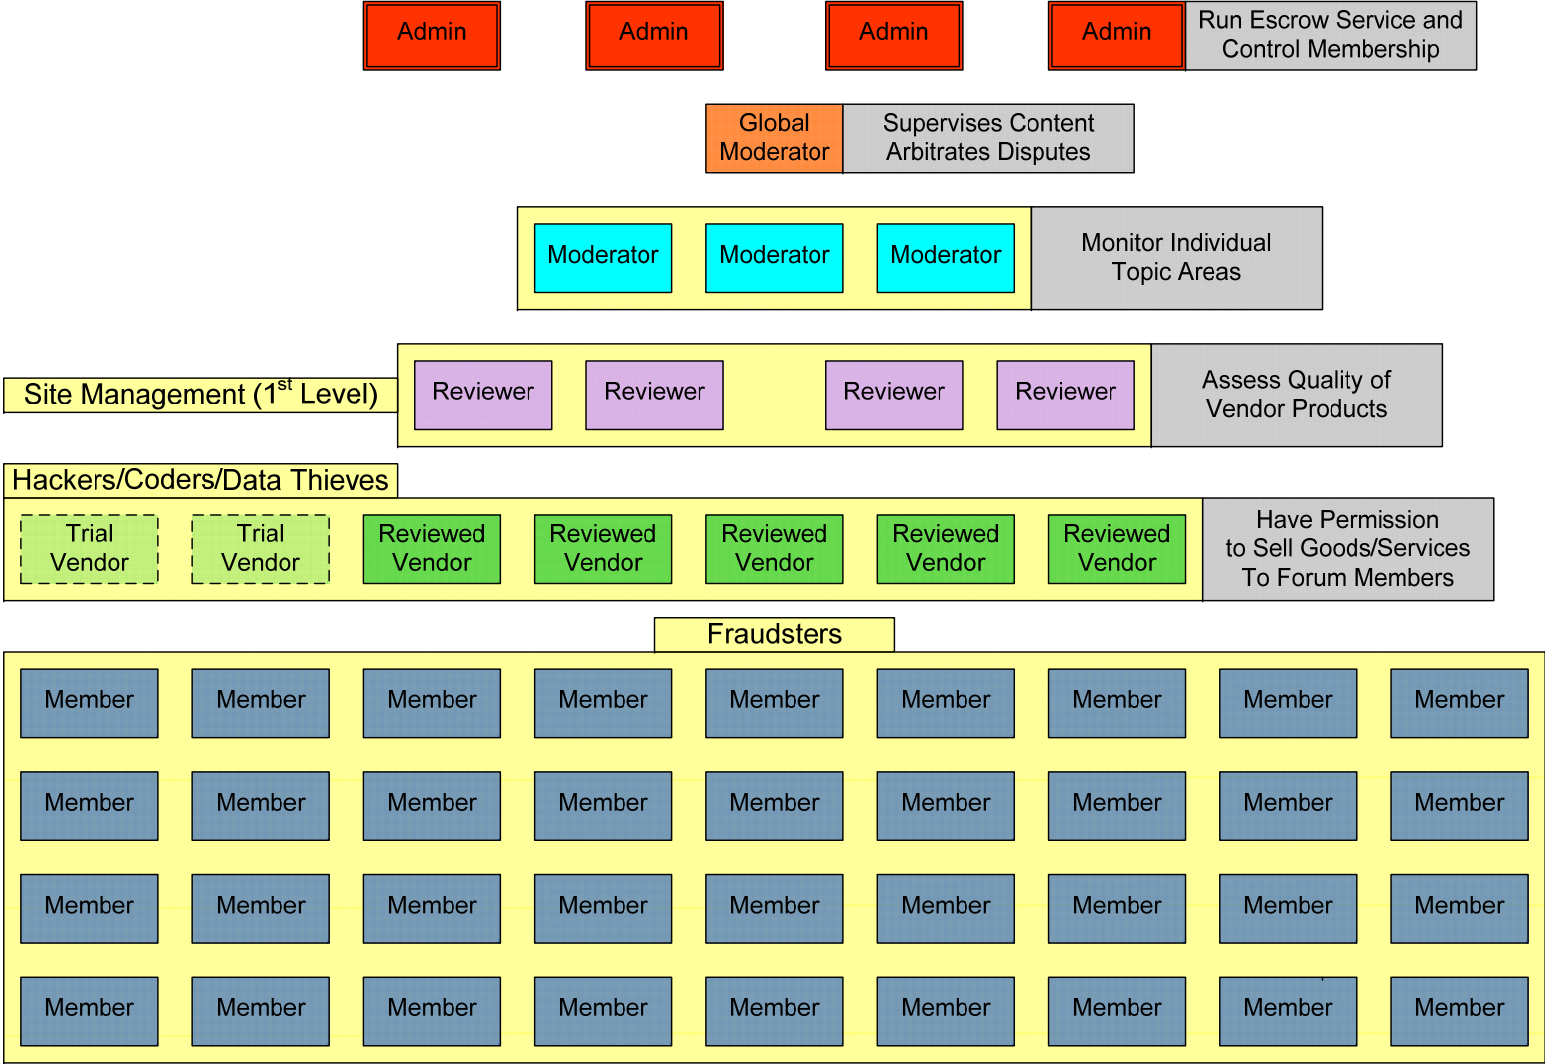 Admin Admin Admin Admin Run Escrow Service and
Control Membership
Global
Moderator
Supervises Content
Arbitrates Disputes
Moderator Moderator Moderator
Monitor Individual
Topic Areas
Site Management (1st Level)
Reviewer Reviewer Reviewer Reviewer
Assess Quality of
Vendor Products
Hackers/Coders/Data Thieves
Trial
Vendor
Trial
Vendor
Reviewed
Vendor
Reviewed
Vendor
Reviewed
Vendor
Reviewed
Vendor
Reviewed
Vendor
Have Permission
to Sell Goods/Services
To Forum Members
Fraudsters
Member Member Member Member Member Member Member Member Member
Member Member Member Member Member Member Member Member Member
Member Member Member Member Member Member Member Member Member
Member Member Member Member Member Member Member Member Member